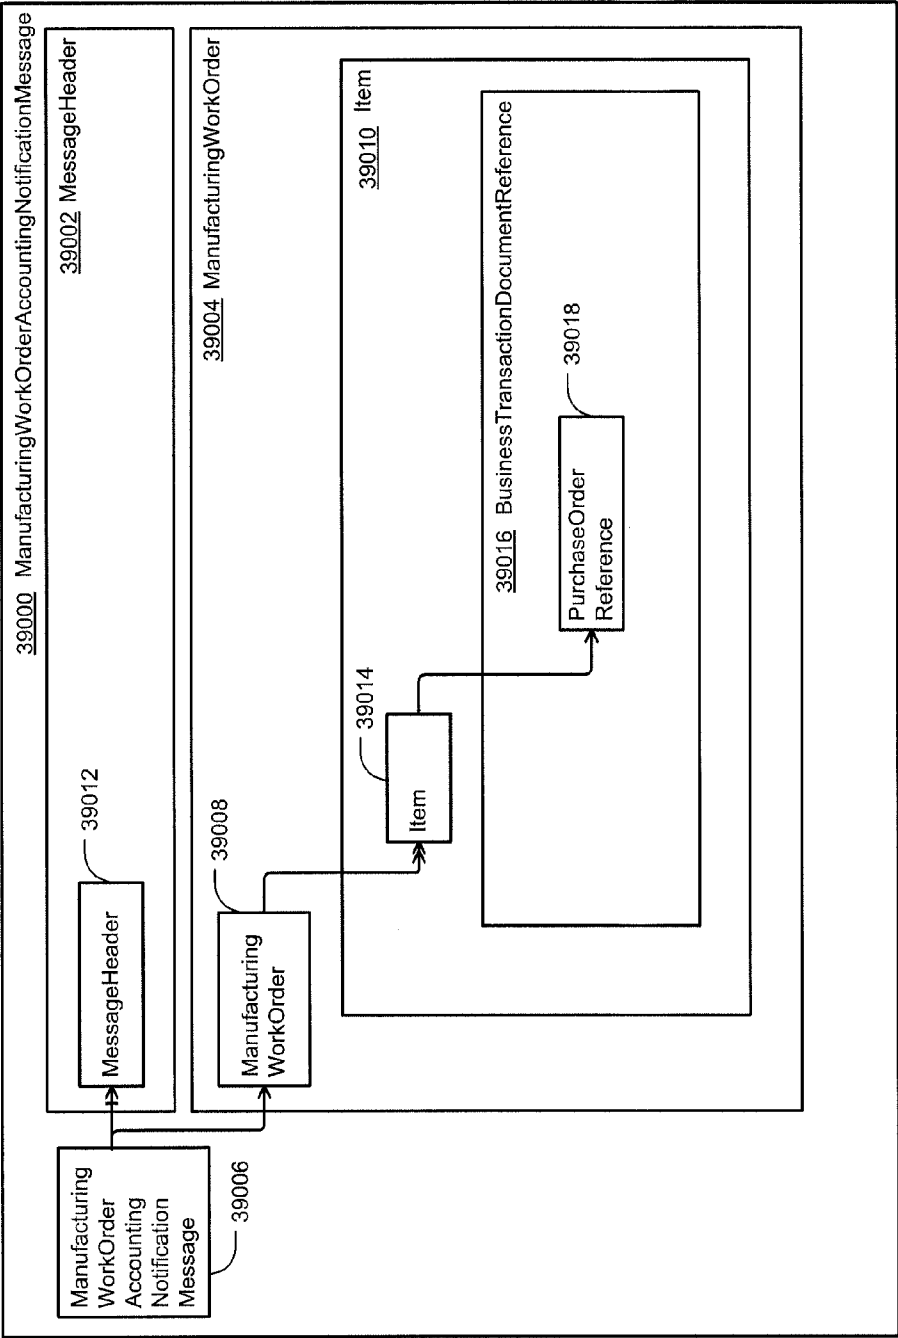 39000 ManufacturingWorkOrderAccountingNotificationMessage
39002 MessageHeader
Manufacturing
WorkOrder
Accounting
Notification
Message
39006
MessageHeader
39012
39004 ManufacturingWorkOrder
Manufacturing
WorkOrder
39008
39010 Item
Item
39014
39016 BusinessTransactionDocumentReference
PurchaseOrder
Reference
39018